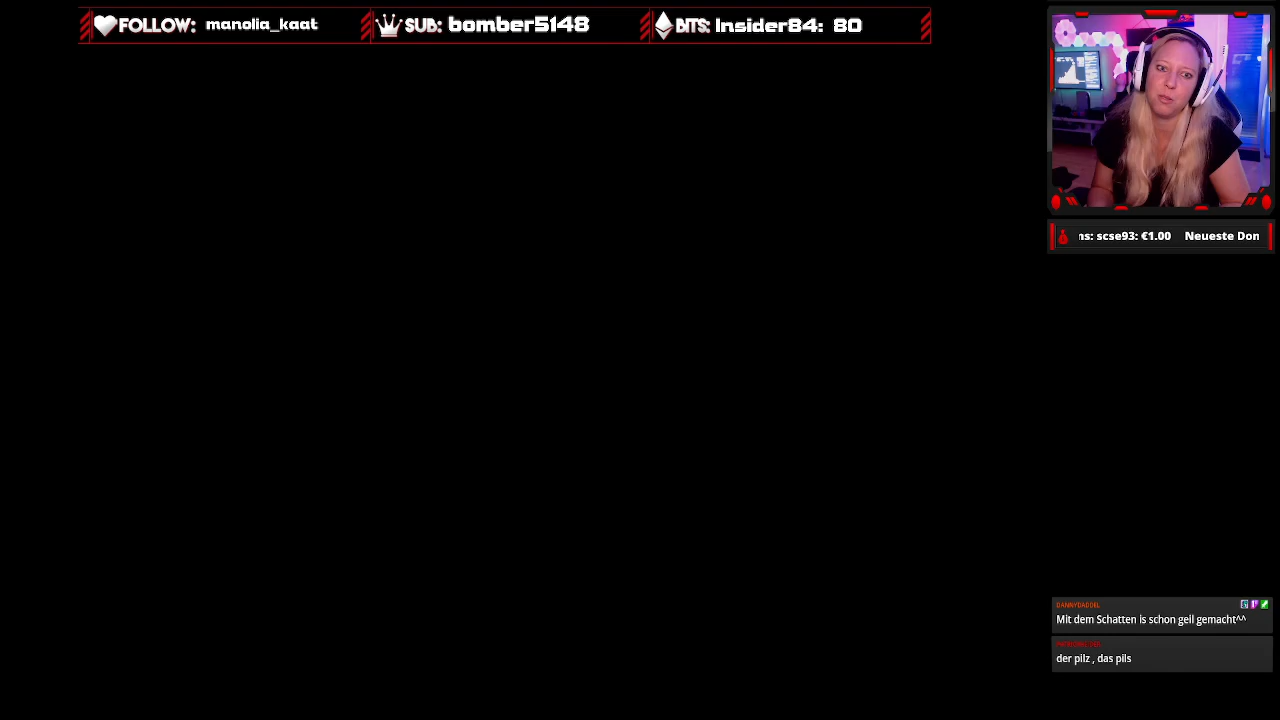 FOLLOW: manolia_kaat SUB: bomber5148 BITS: Insider84: 80
ns: scse93: €1.00 Neueste Don
DANNYDADDEL
Mit dem Schatten is schon geil gemacht^^
der pilz , das pils